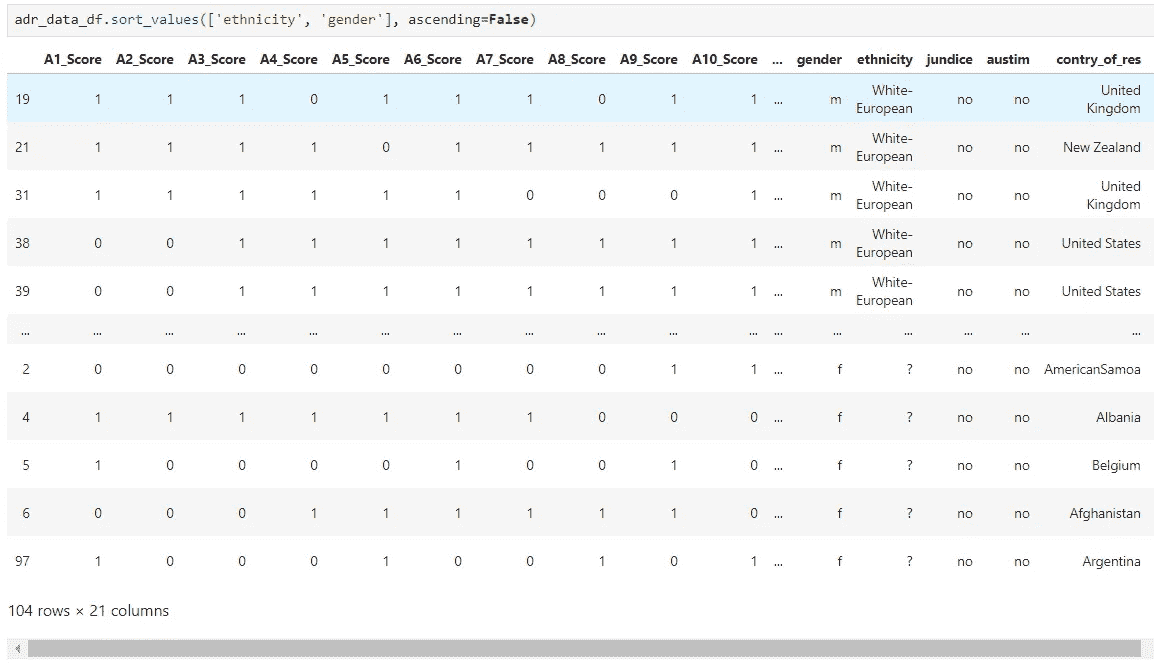 adr_data_df.sort_values(['ethnicity', 'gender'], ascending=False)
A1_Score A2_Score A3_Score A4_Score A5_Score A6_Score A7_Score A8_Score A9_Score A10_Score ... gender ethnicity jundice austim contry_of_res
19 1 1 1 0 1 1 1 0 1 1 ... m White-European no no United Kingdom
21 1 1 1 1 0 1 1 1 1 1 ... m White-European no no New Zealand
31 1 1 1 1 1 1 0 0 0 1 ... m White-European no no United Kingdom
38 0 0 1 1 1 1 1 1 1 1 ... m White-European no no United States
39 0 0 1 1 1 1 1 1 1 1 ... m White-European no no United States
... ... ... ... ... ... ... ... ... ... ... ... ... ... ... ... ...
2 0 0 0 0 0 0 0 0 1 1 ... f ? no no AmericanSamoa
4 1 1 1 1 1 1 1 0 0 0 ... f ? no no Albania
5 1 0 0 0 0 1 0 0 1 0 ... f ? no no Belgium
6 0 0 0 1 1 1 1 1 1 0 ... f ? no no Afghanistan
97 1 0 0 0 1 0 0 1 0 1 ... f ? no no Argentina
104 rows × 21 columns